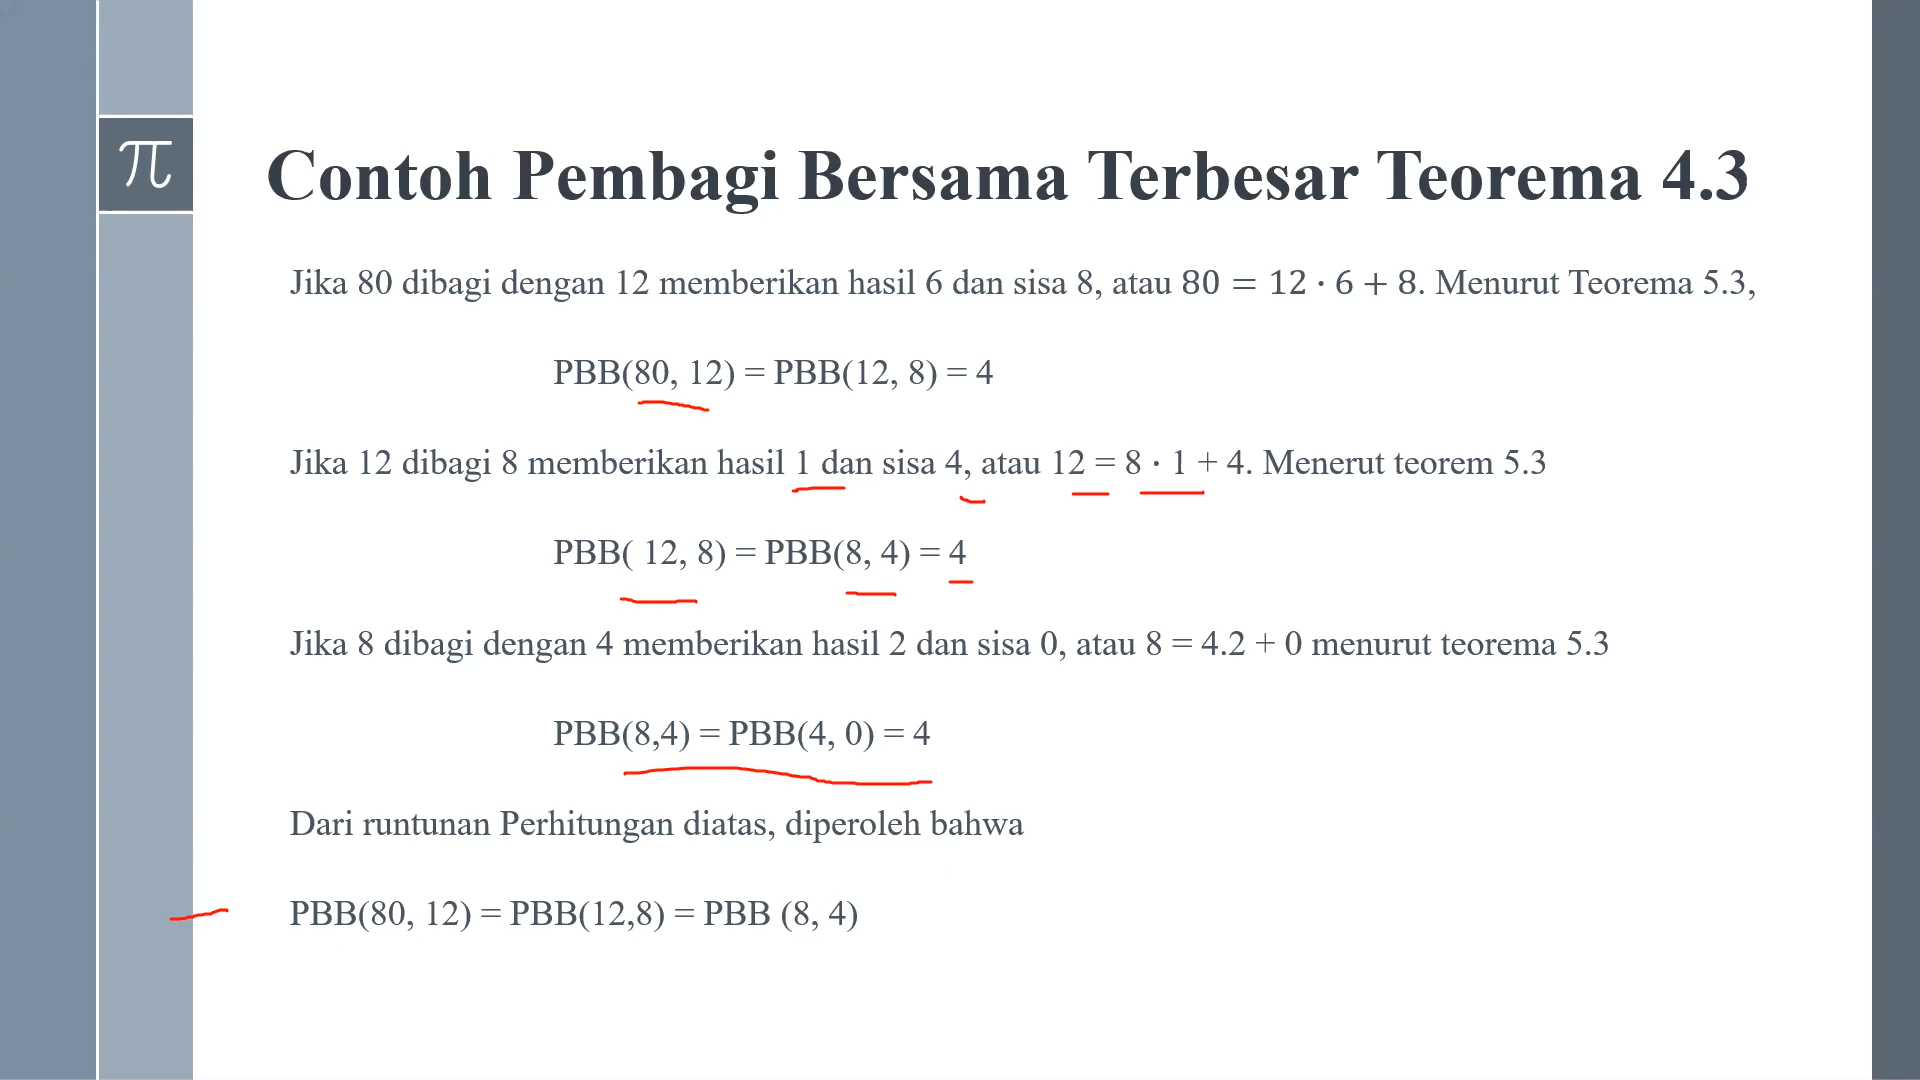 π
Contoh Pembagi Bersama Terbesar Teorema 4.3
Jika 80 dibagi dengan 12 memberikan hasil 6 dan sisa 8, atau 80 = 12 · 6 + 8. Menurut Teorema 5.3,
PBB(80, 12) = PBB(12, 8) = 4
Jika 12 dibagi 8 memberikan hasil 1 dan sisa 4, atau 12 = 8 · 1 + 4. Menerut teorem 5.3
PBB( 12, 8) = PBB(8, 4) = 4
Jika 8 dibagi dengan 4 memberikan hasil 2 dan sisa 0, atau 8 = 4.2 + 0 menurut teorema 5.3
PBB(8,4) = PBB(4, 0) = 4
Dari runtunan Perhitungan diatas, diperoleh bahwa
PBB(80, 12) = PBB(12,8) = PBB (8, 4)